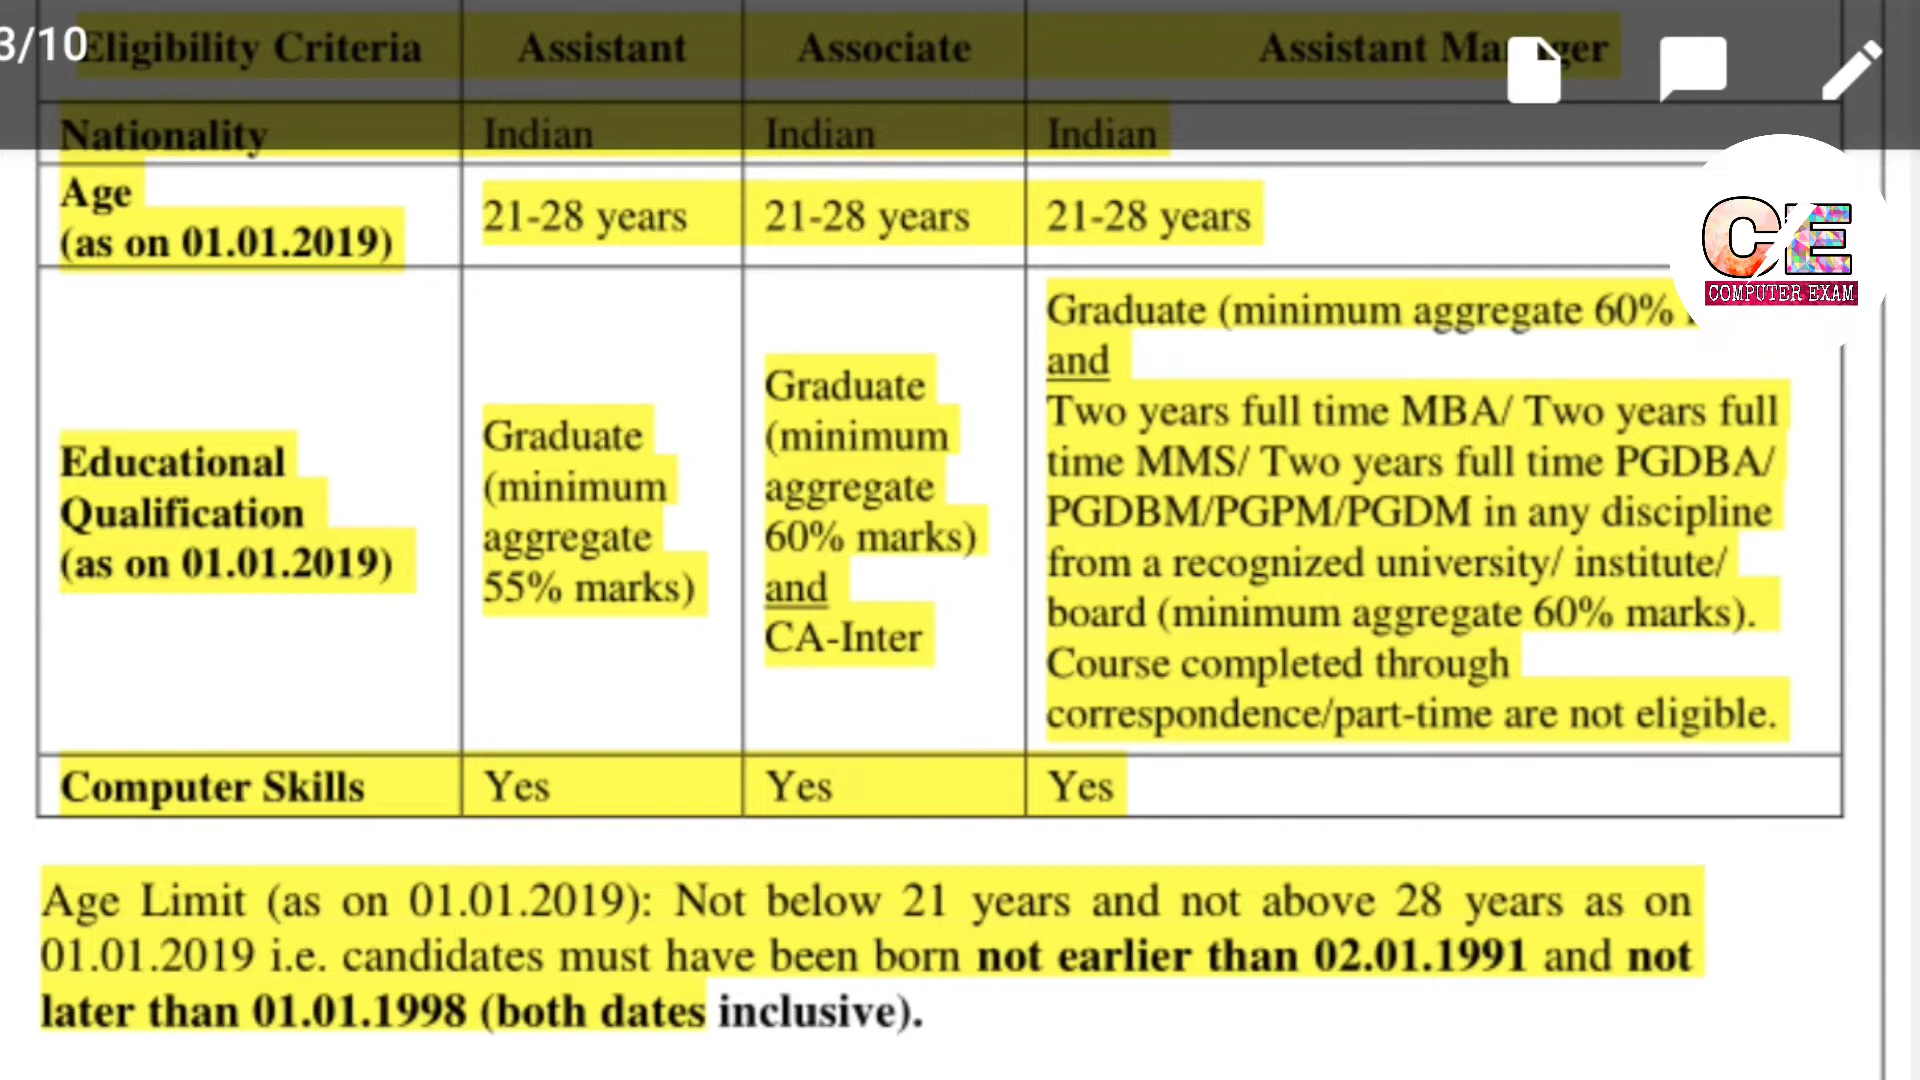 3/10
Eligibility Criteria Assistant Associate Assistant Manager
Nationality Indian Indian Indian
Age
(as on 01.01.2019)
21-28 years 21-28 years 21-28 years
Educational
Qualification
(as on 01.01.2019)
Graduate
(minimum
aggregate
55% marks)
Graduate
(minimum
aggregate
60% marks)
and
CA-Inter
Graduate (minimum aggregate 60%
and
Two years full time MBA/ Two years full
time MMS/ Two years full time PGDBA/
PGDBM/PGPM/PGDM in any discipline
from a recognized university/ institute/
board (minimum aggregate 60% marks).
Course completed through
correspondence/part-time are not eligible.
Computer Skills Yes Yes Yes
CE
COMPUTER EXAM
Age Limit (as on 01.01.2019): Not below 21 years and not above 28 years as on
01.01.2019 i.e. candidates must have been born not earlier than 02.01.1991 and not
later than 01.01.1998 (both dates inclusive).